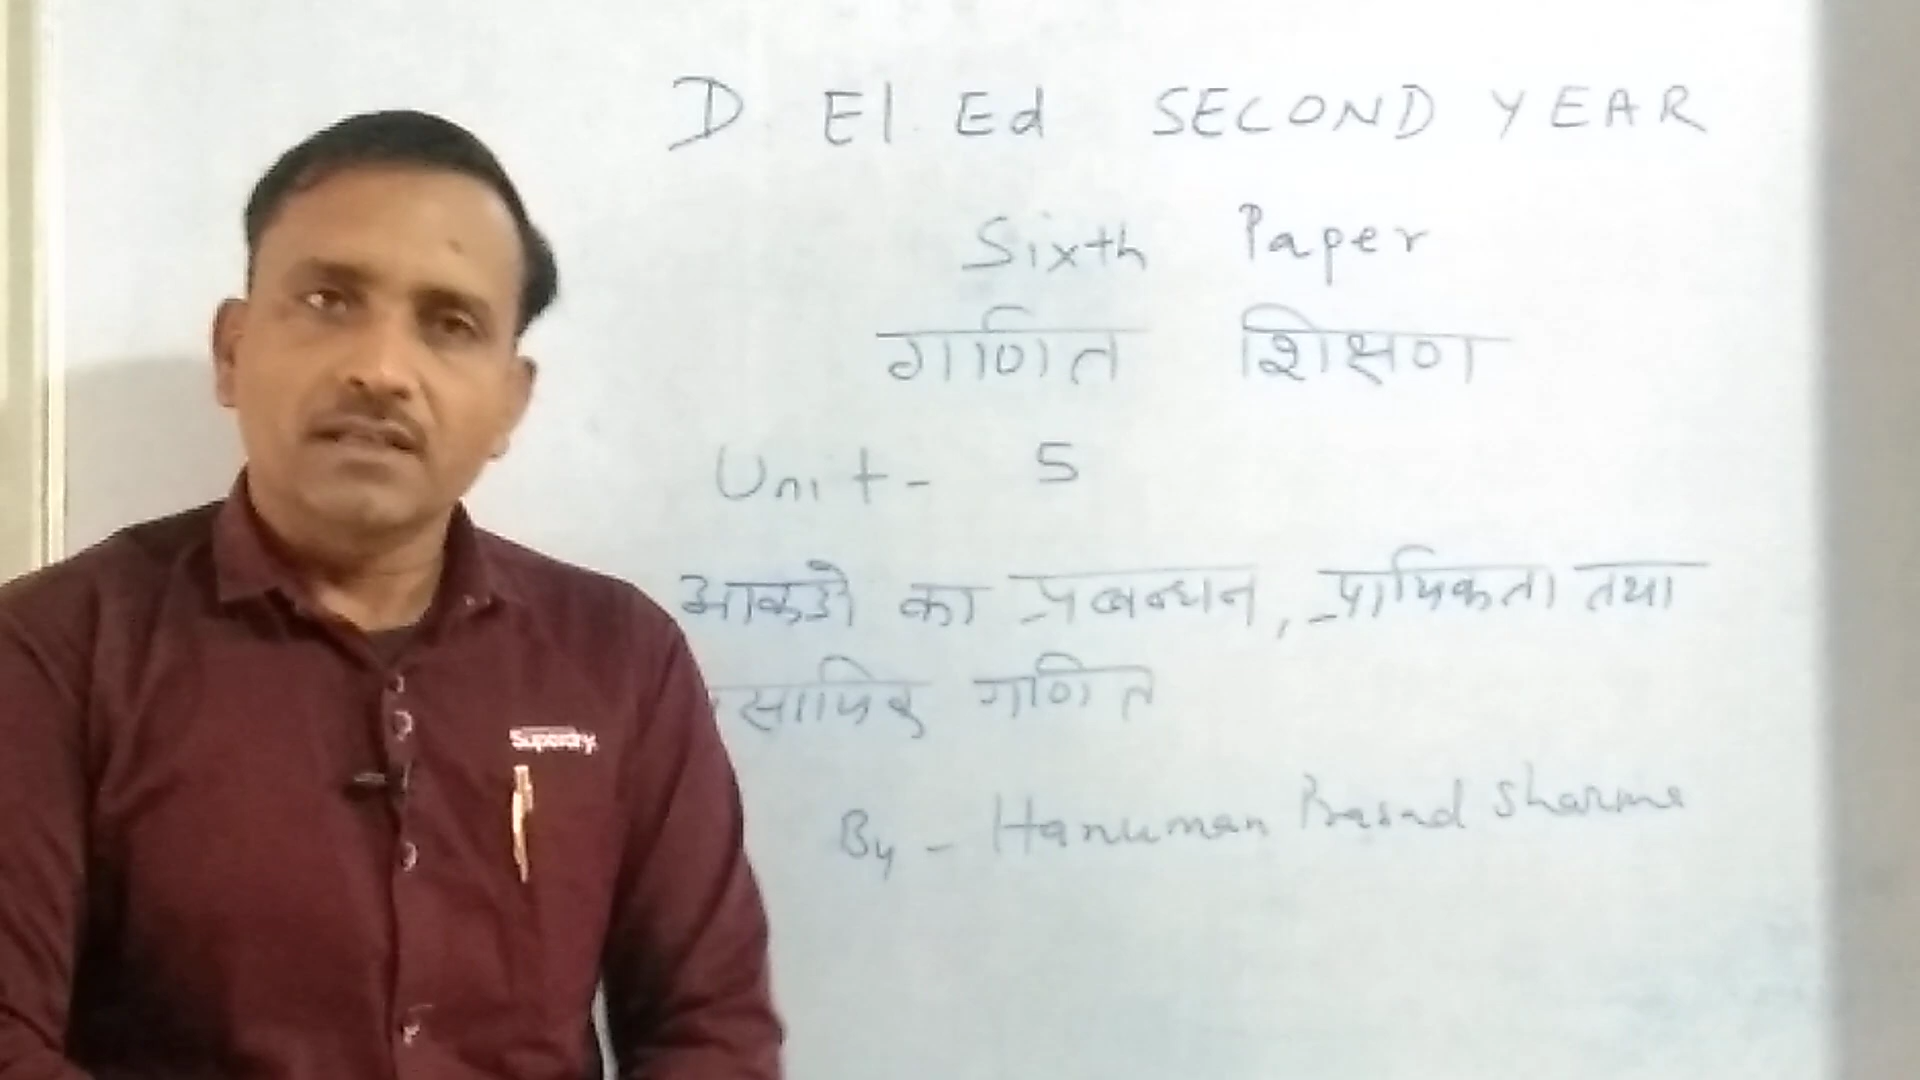 D. El. Ed SECOND YEAR
Sixth Paper
गणित शिक्षण
Unit - 5
आकडो का प्रबन्धन, प्रायिकता तथा
गणित
By - Hanuman Prasad Sharma
Superdry.